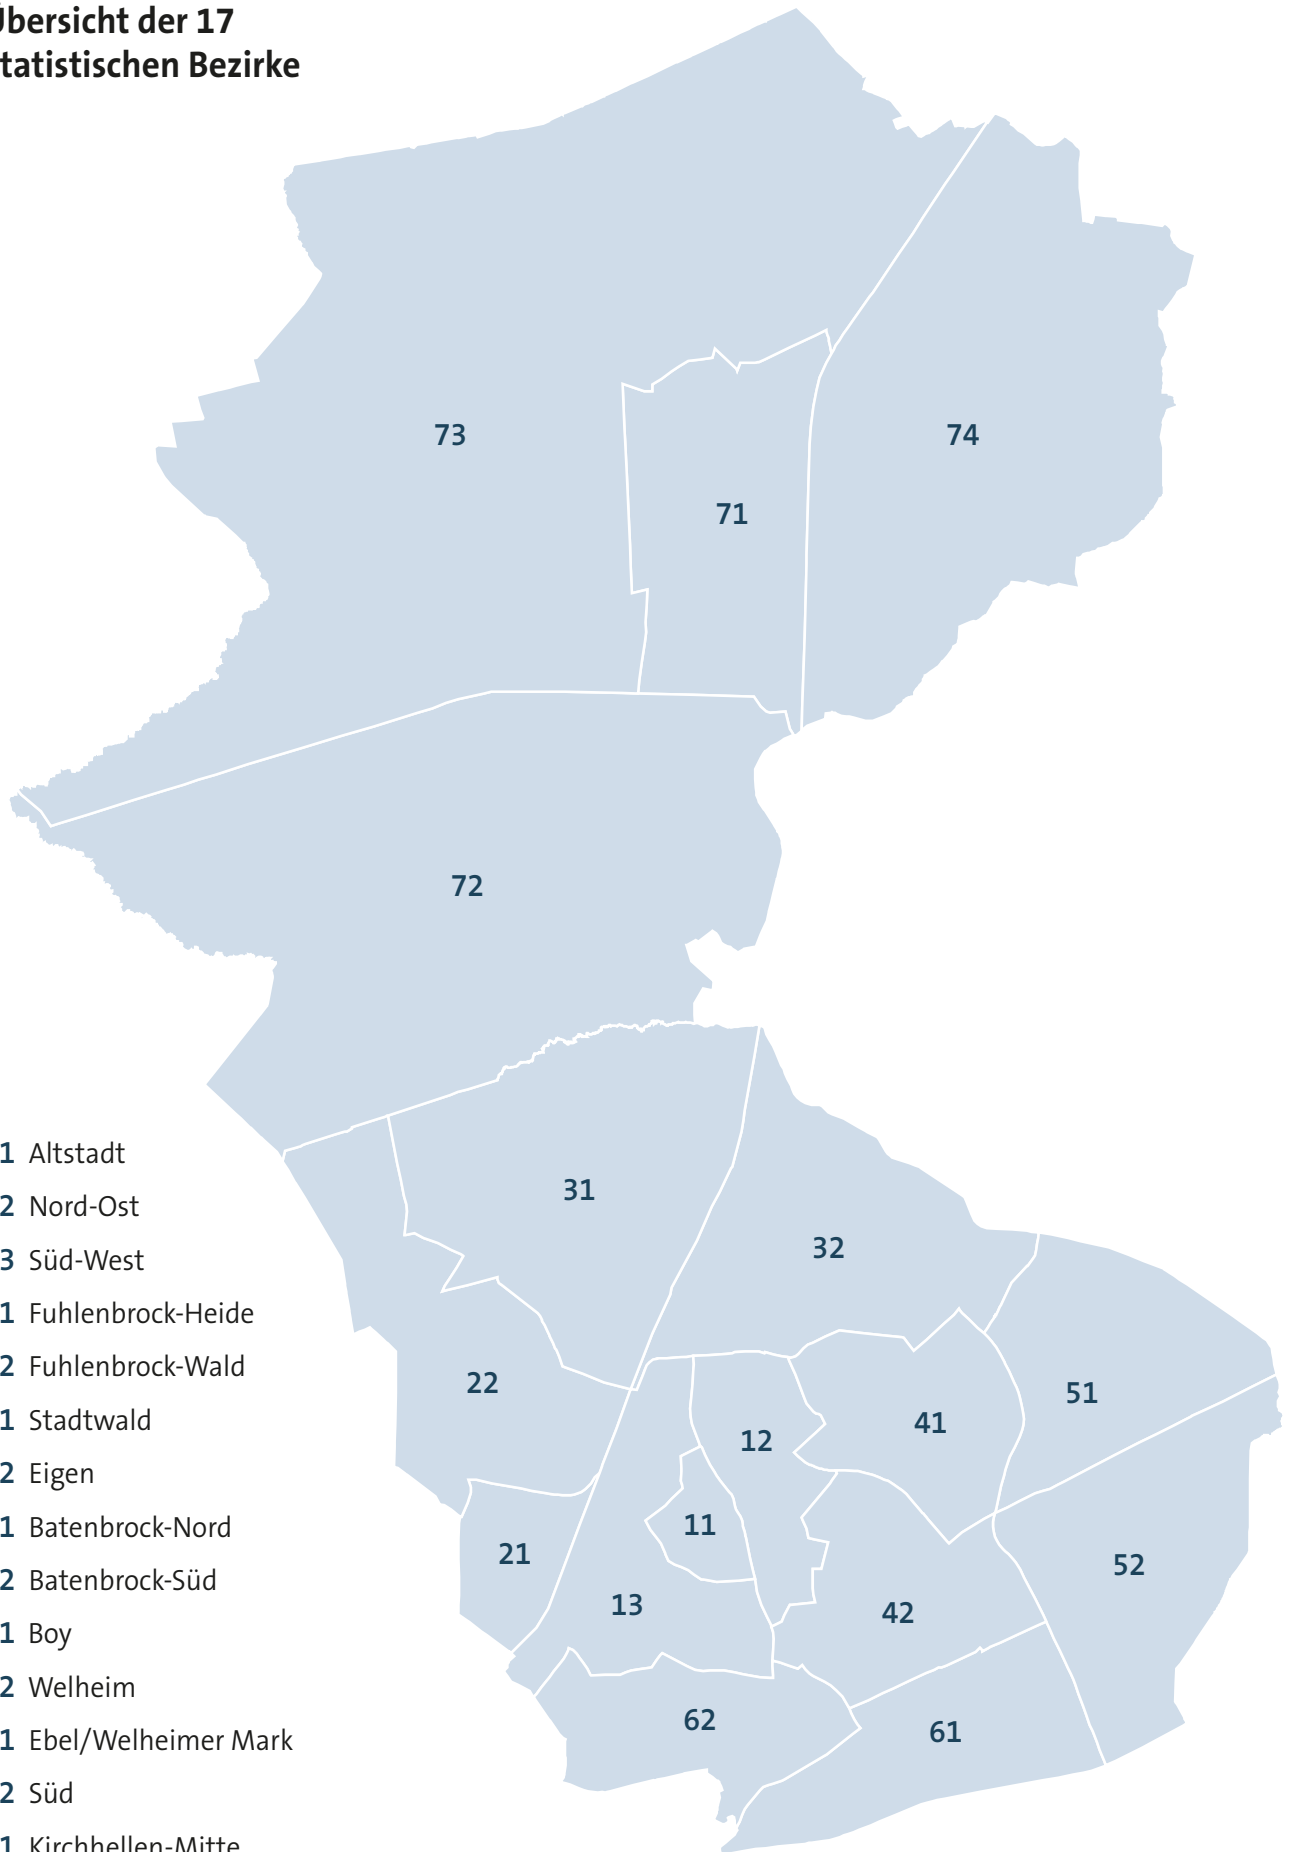 Übersicht der 17
tatistischen Bezirke
73
74
71
72
31
32
22
51
41
12
11
21
52
13
42
62
61
1 Altstadt
2 Nord-Ost
3 Süd-West
1 Fuhlenbrock-Heide
2 Fuhlenbrock-Wald
1 Stadtwald
2 Eigen
1 Batenbrock-Nord
2 Batenbrock-Süd
1 Boy
2 Welheim
1 Ebel/Welheimer Mark
2 Süd
1 Kirchhellen-Mitte